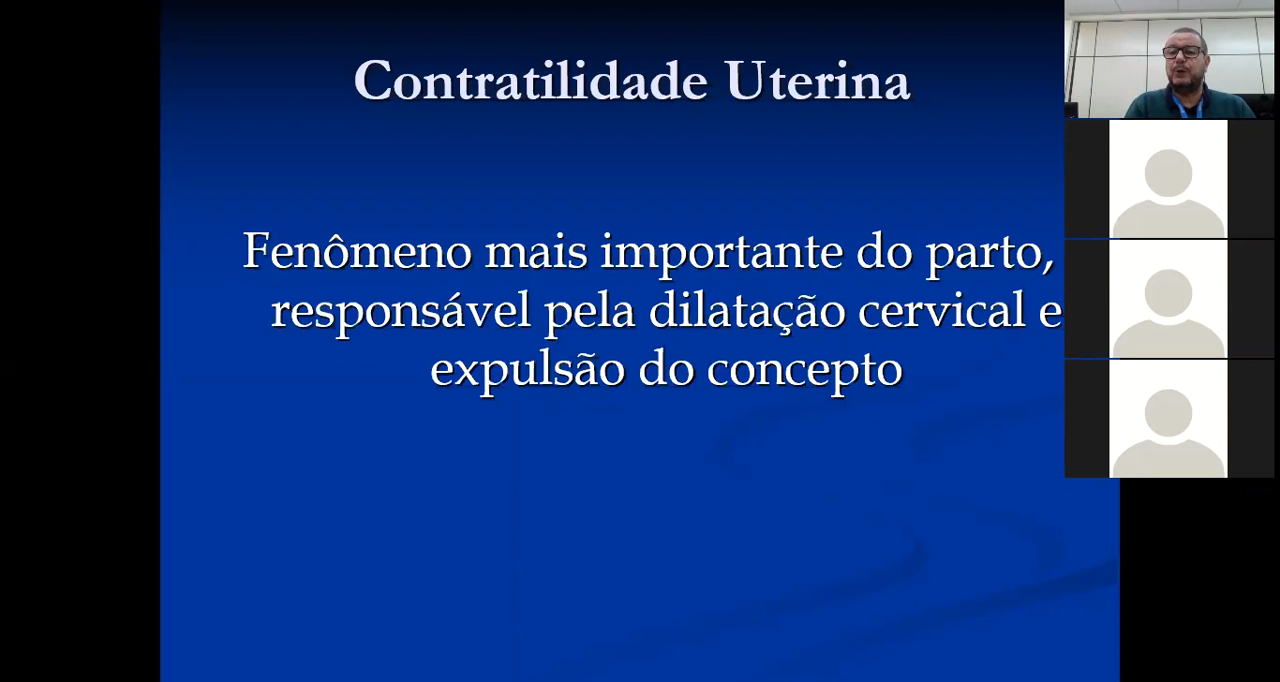 Contratilidade Uterina
Fenômeno mais importante do parto,
responsável pela dilatação cervical e
expulsão do concepto